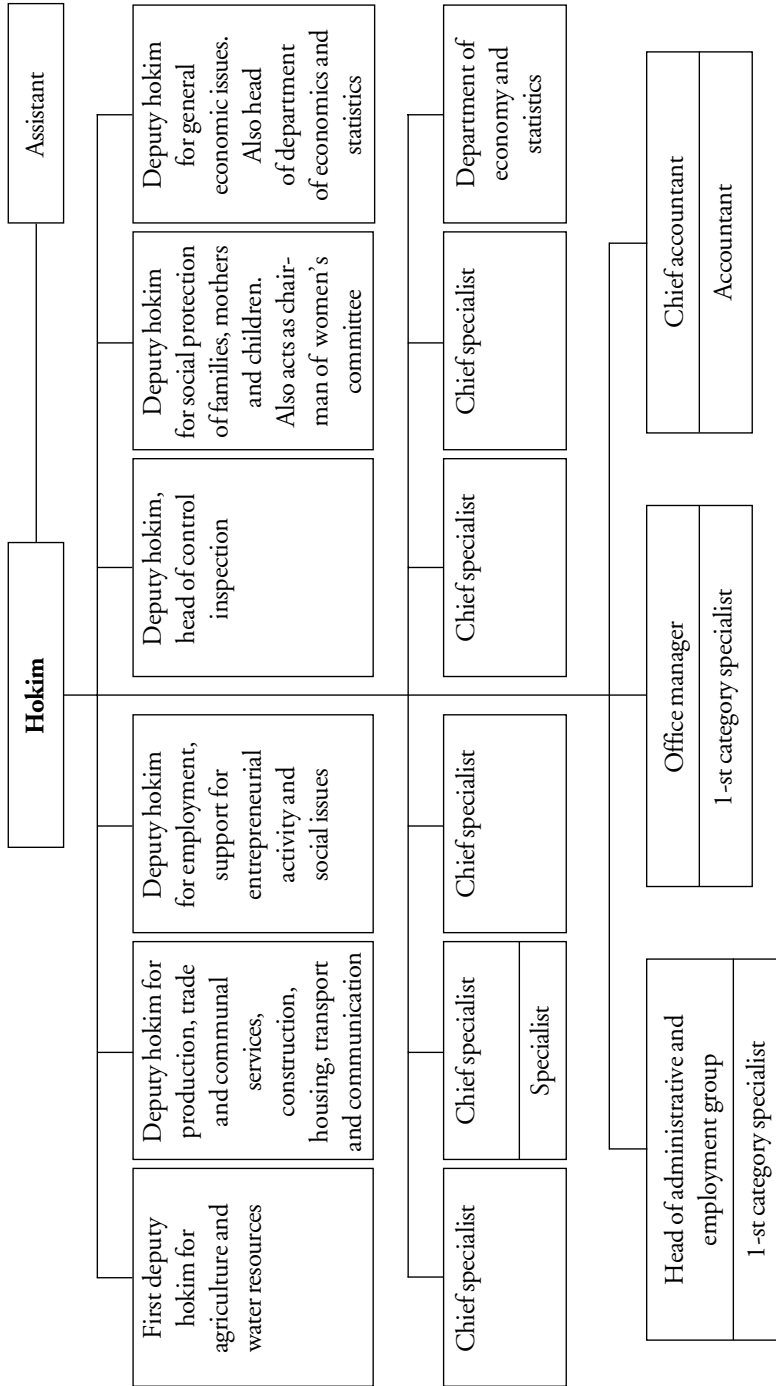 Hokim
Assistant
First deputy
hokim for
agriculture and
water resources
Deputy hokim for
production, trade
and communal
services,
construction,
housing, transport
and communication
Deputy hokim
for employment,
support for
entrepreneurial
activity and
social issues
Deputy hokim,
head of control
inspection
Deputy hokim
for social protection
of families, mothers
and children.
Also acts as chair-
man of women’s
committee
Deputy hokim
for general
economic issues.
Also head
of department
of economics and
statistics
Chief specialist
Chief specialist
Specialist
Chief specialist
Chief specialist
Chief specialist
Department of
economy and
statistics
Head of administrative and
employment group
1-st category specialist
Office manager
1-st category specialist
Chief accountant
Accountant